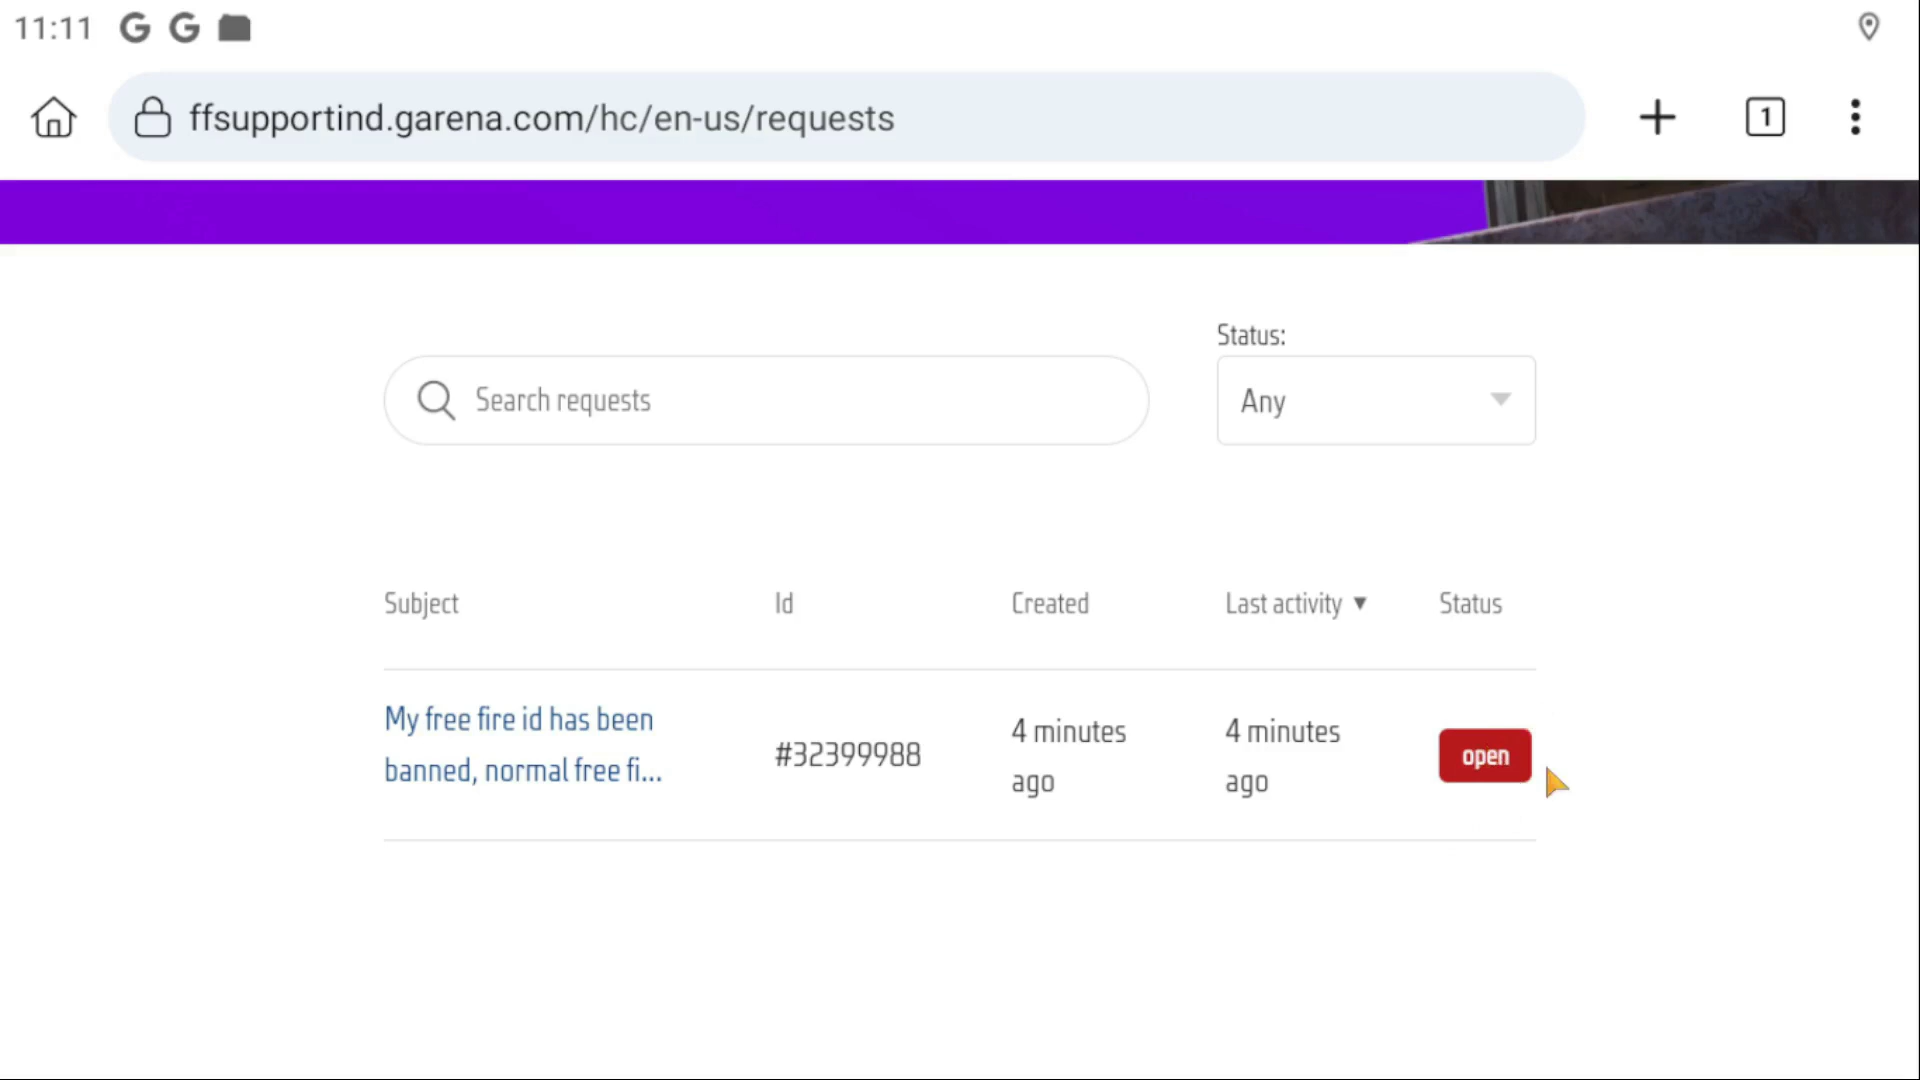 11:11
ffsupportind.garena.com/hc/en-us/requests
1
Status:
Search requests
Any
Subject Id Created Last activity ▼ Status
My free fire id has been
banned, normal free fi...
#32399988
4 minutes
ago
4 minutes
ago
open